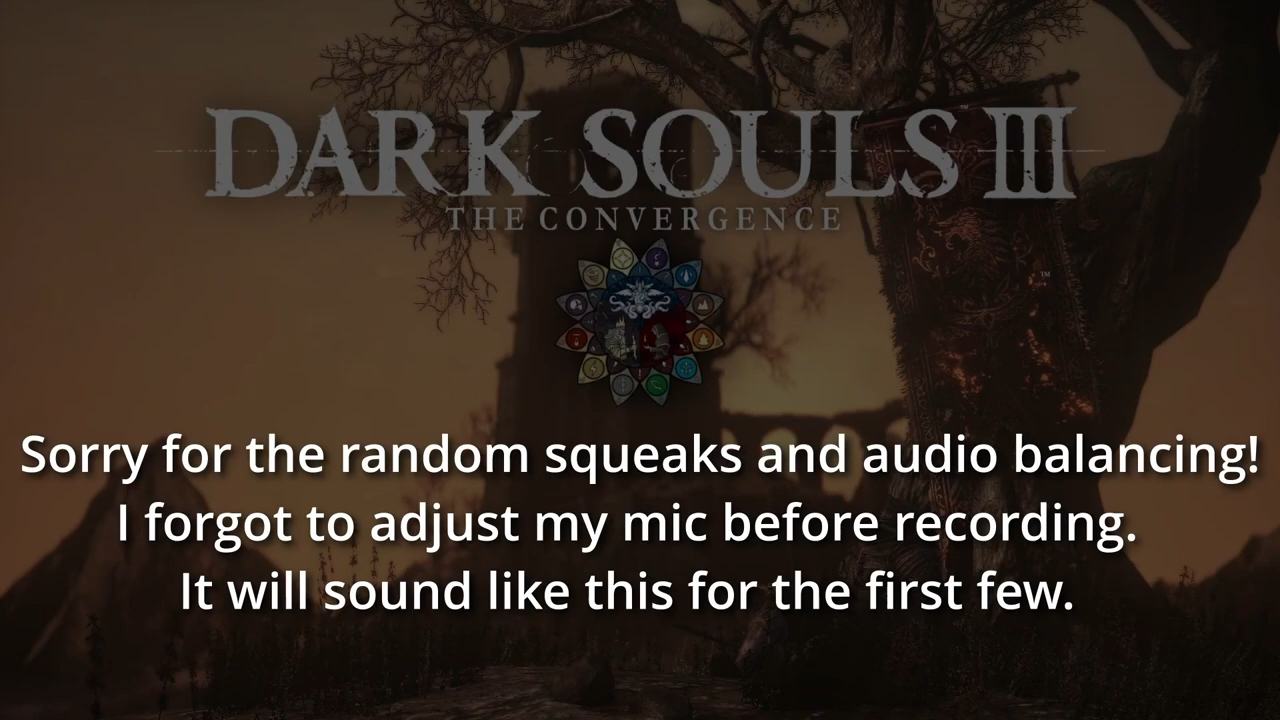 DARK SOULS III
THE CONVERGENCE
™
Sorry for the random squeaks and audio balancing!
I forgot to adjust my mic before recording.
It will sound like this for the first few.